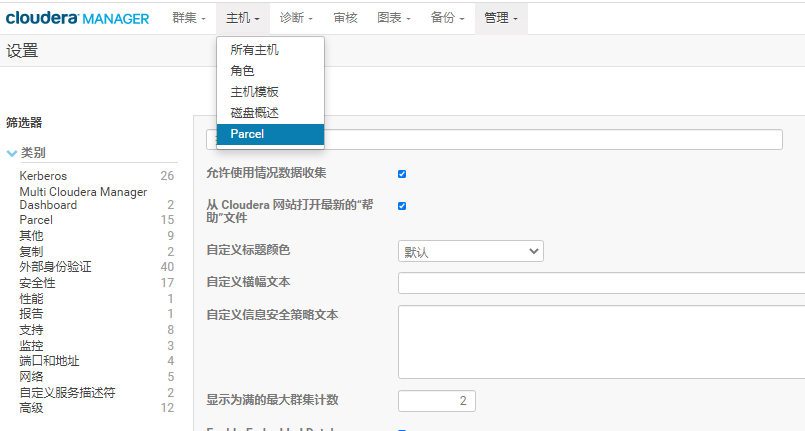 cloudera MANAGER 群集 主机 诊断 审核 图表 备份 管理
设置
所有主机
角色
主机模板
磁盘概述
Parcel
筛选器
类别
Kerberos 26
Multi Cloudera Manager
Dashboard 2
Parcel 15
其他 9
复制 2
外部身份验证 40
安全性 17
性能 1
报告 1
支持 8
监控 3
端口和地址 4
网络 5
自定义服务描述符 2
高级 12
允许使用情况数据收集
从 Cloudera 网站打开最新的“帮
助”文件
自定义标题颜色 默认
自定义横幅文本
自定义信息安全策略文本
显示为满的最大群集计数 2